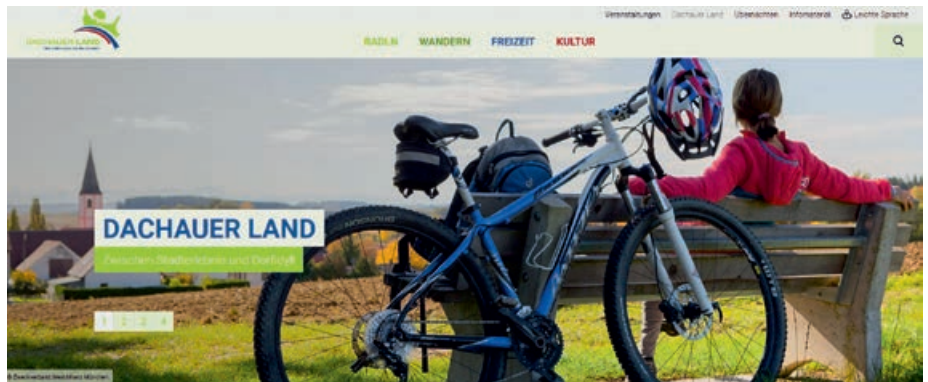 Veranstaltungen Dachauer Land Übernachten Infomaterial Leichte Sprache
DACHAUER LAND
RADLN WANDERN FREIZEIT KULTUR
DACHAUER LAND
Zwischen Stadterlebnis und Dorfidyll
1 2 3 4